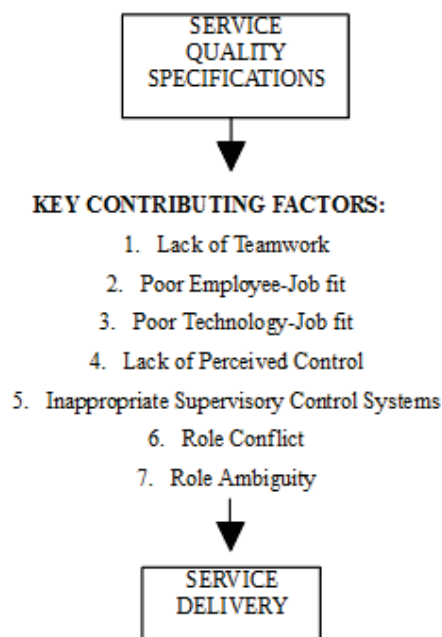 SERVICE
QUALITY
SPECIFICATIONS
KEY CONTRIBUTING FACTORS:
1. Lack of Teamwork
2. Poor Employee-Job fit
3. Poor Technology-Job fit
4. Lack of Perceived Control
5. Inappropriate Supervisory Control Systems
6. Role Conflict
7. Role Ambiguity
SERVICE
DELIVERY